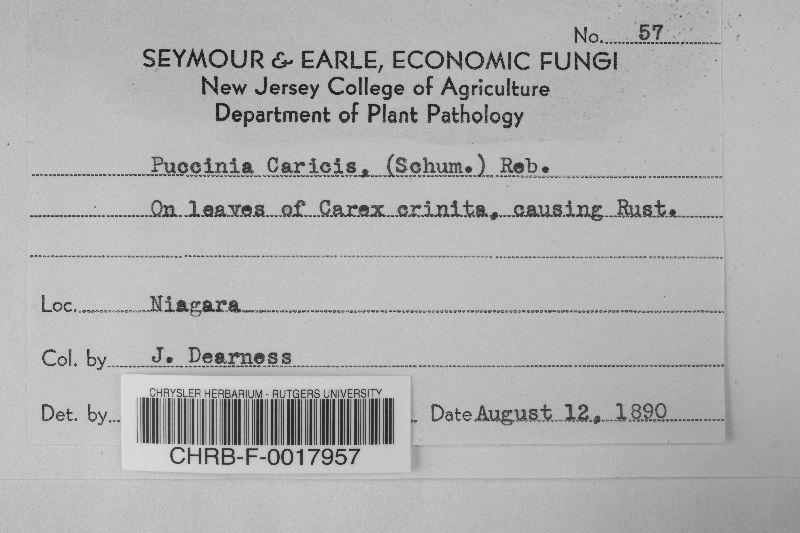 No. 57
SEYMOUR & EARLE, ECONOMIC FUNGI
New Jersey College of Agriculture
Department of Plant Pathology
Puccinia Caricis, (Schum.) Reb.
On leaves of Carex crinita, causing Rust.
Loc. Niagara
Col. by J. Dearness
Det. by Date August 12, 1890
CHRYSLER HERBARIUM - RUTGERS UNIVERSITY
CHRB-F-0017957